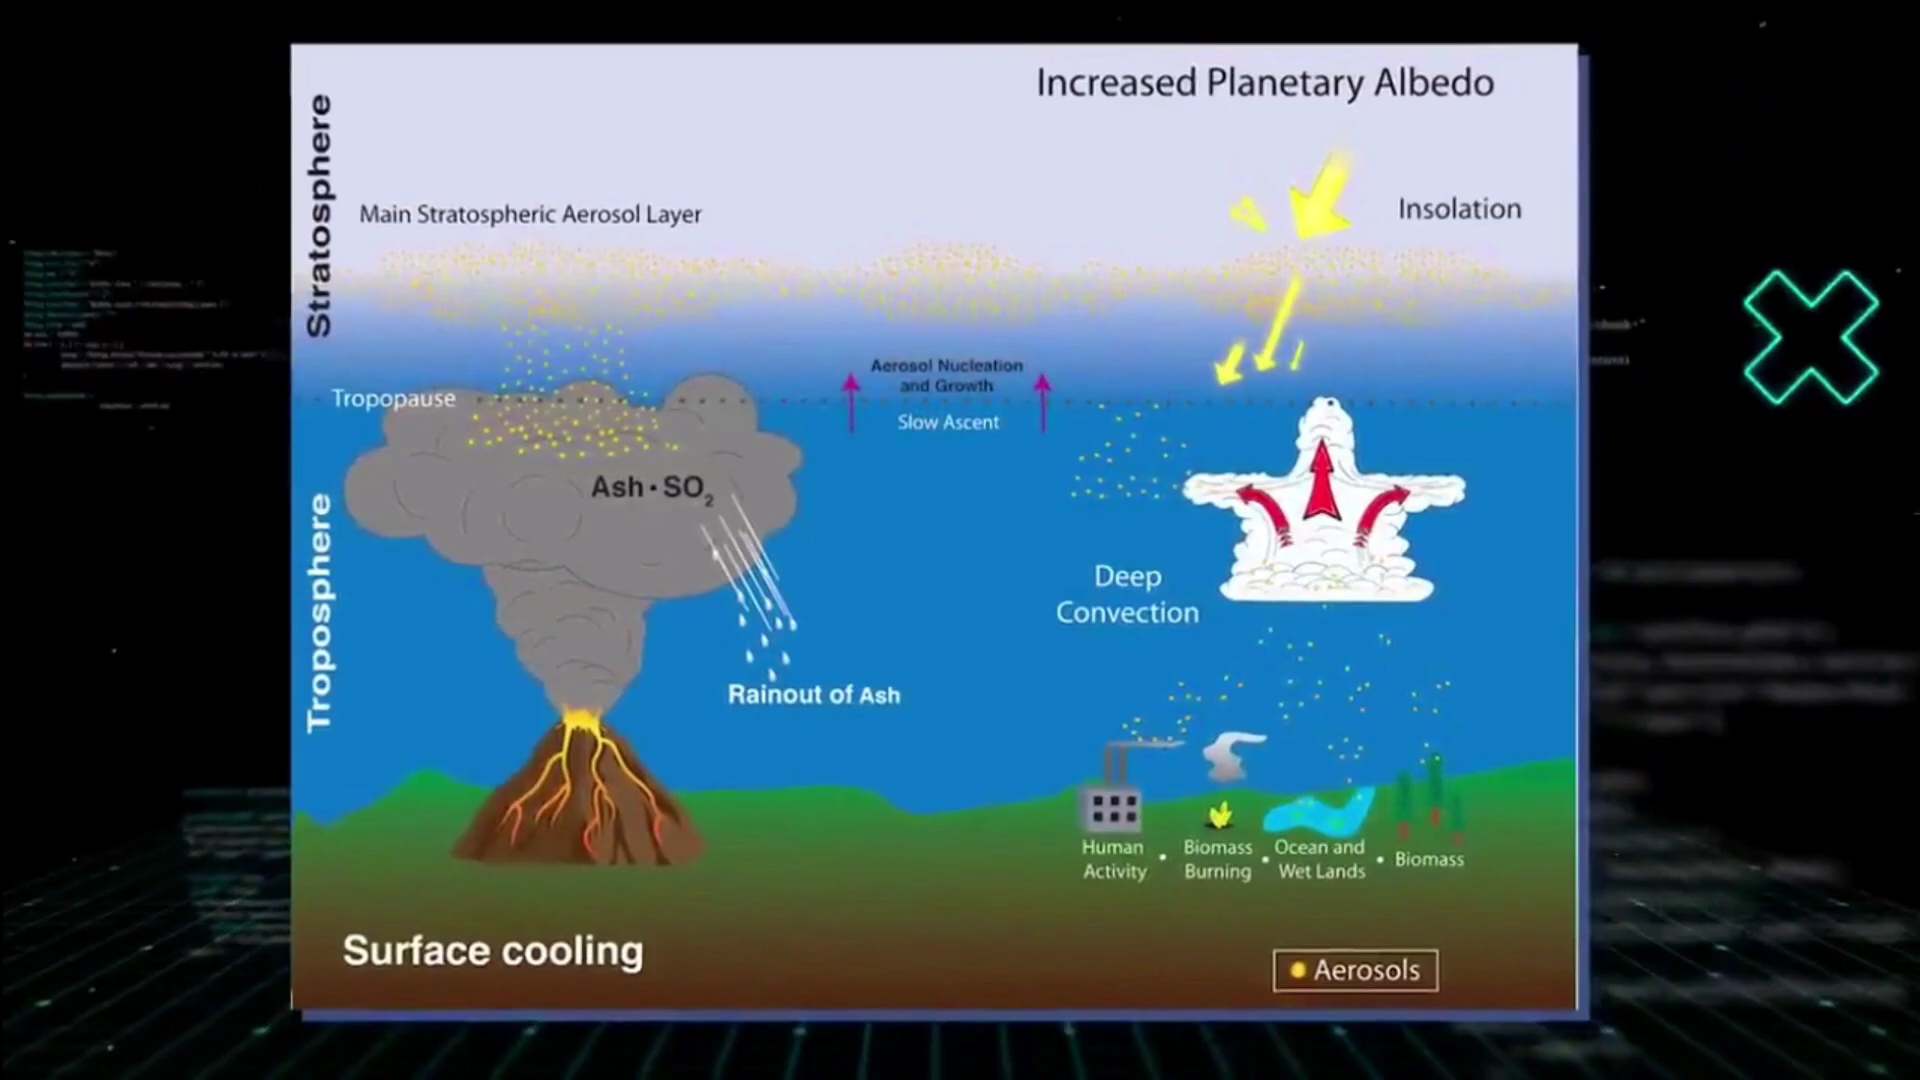 Increased Planetary Albedo
Stratosphere
Main Stratospheric Aerosol Layer
Insolation
Aerosol Nucleation
and Growth
Tropopause
Slow Ascent
Ash · SO₂
Troposphere
Deep
Convection
Rainout of Ash
Human
Activity
Biomass
Burning
Ocean and
Wet Lands
Biomass
Surface cooling
Aerosols